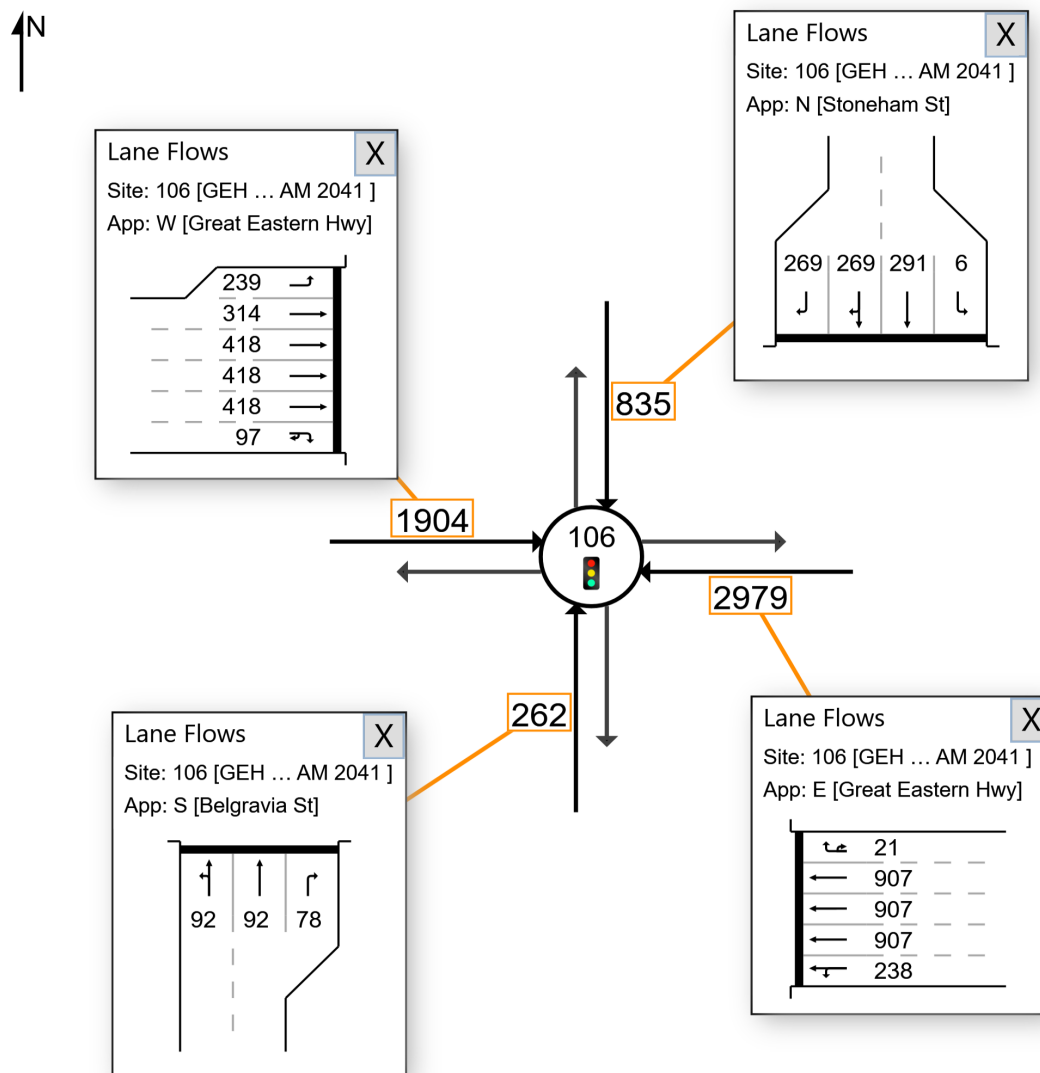 N
Lane Flows
X
Site: 106 [GEH ... AM 2041 ]
App: N [Stoneham St]
269 269 291 6
Lane Flows
X
Site: 106 [GEH ... AM 2041 ]
App: W [Great Eastern Hwy]
239
314
418
418
418
97
835
1904
106
2979
262
Lane Flows
X
Site: 106 [GEH ... AM 2041 ]
App: S [Belgravia St]
92 92 78
Lane Flows
X
Site: 106 [GEH ... AM 2041 ]
App: E [Great Eastern Hwy]
21
907
907
907
238